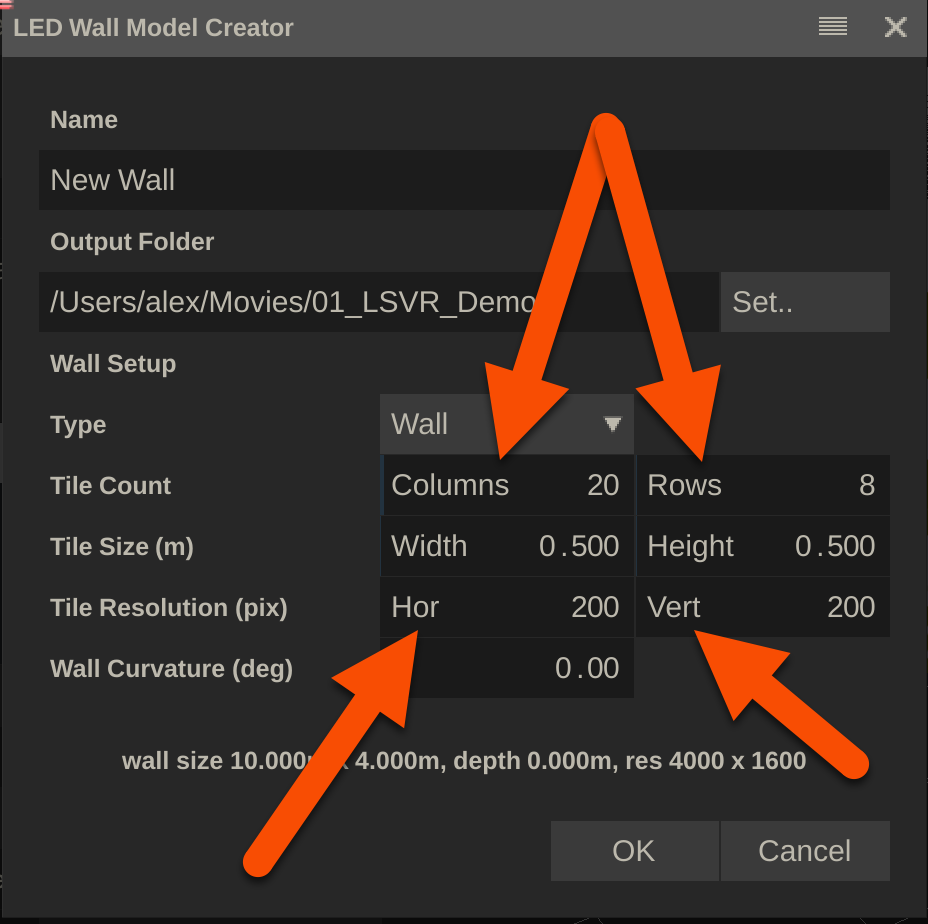 LED Wall Model Creator
Name
New Wall
Output Folder
/Users/alex/Movies/01_LSVR_Demo Set..
Wall Setup
Type Wall
Tile Count Columns 20 Rows 8
Tile Size (m) Width 0.500 Height 0.500
Tile Resolution (pix) Hor 200 Vert 200
Wall Curvature (deg) 0.00
wall size 10.000m x 4.000m, depth 0.000m, res 4000 x 1600
OK Cancel